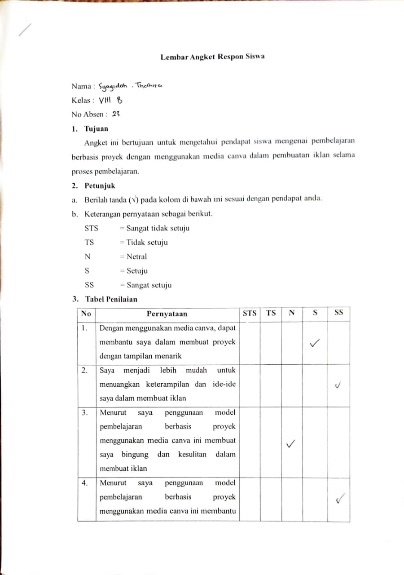 Lembar Angket Respon Siswa
Nama : Syaqilah . Thahira
Kelas : VIII B
No Absen : 28
1. Tujuan
Angket ini bertujuan untuk mengetahui pendapat siswa mengenai pembelajaran
berbasis proyek dengan menggunakan media canva dalam pembuatan iklan selama
proses pembelajaran.
2. Petunjuk
a. Berilah tanda (√) pada kolom di bawah ini sesuai dengan pendapat anda.
b. Keterangan pernyataan sebagai berikut.
STS = Sangat tidak setuju
TS = Tidak setuju
N = Netral
S = Setuju
SS = Sangat setuju
3. Tabel Penilaian
No Pernyataan STS TS N S SS
1. Dengan menggunakan media canva, dapat
membantu saya dalam membuat proyek ✓
dengan tampilan menarik
2. Saya menjadi lebih mudah untuk
menuangkan keterampilan dan ide-ide ✓
saya dalam membuat iklan
3. Menurut saya penggunaan model
pembelajaran berbasis proyek
menggunakan media canva ini membuat ✓
saya bingung dan kesulitan dalam
membuat iklan
4. Menurut saya penggunaan model
pembelajaran berbasis proyek ✓
menggunakan media canva ini membantu